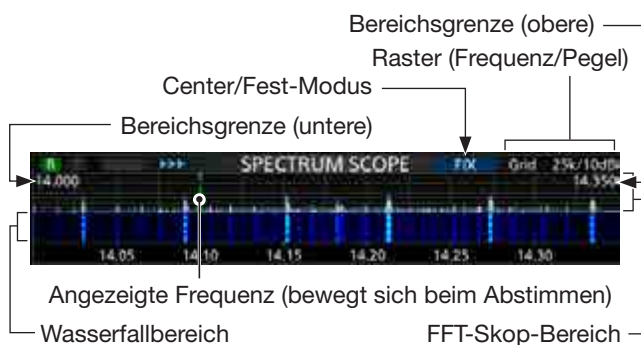 Bereichsgrenze (obere)
Raster (Frequenz/Pegel)
Center/Fest-Modus
Bereichsgrenze (untere)
R >>> SPECTRUM SCOPE FIX Grid 25k/10dB
14.000 14.350
14.05 14.10 14.15 14.20 14.25 14.30
Angezeigte Frequenz (bewegt sich beim Abstimmen)
Wasserfallbereich FFT-Skop-Bereich